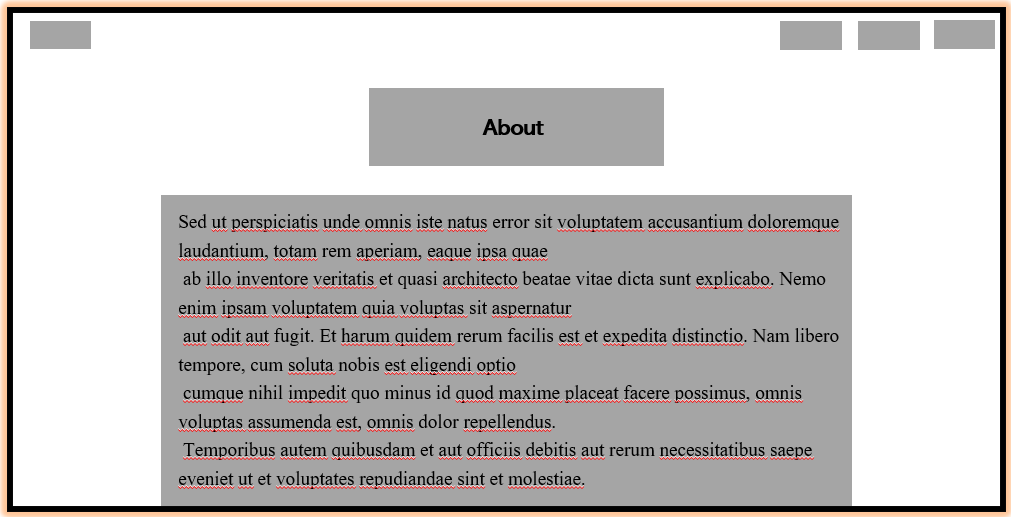 About
Sed ut perspiciatis unde omnis iste natus error sit voluptatem accusantium doloremque
laudantium, totam rem aperiam, eaque ipsa quae
ab illo inventore veritatis et quasi architecto beatae vitae dicta sunt explicabo. Nemo
enim ipsam voluptatem quia voluptas sit aspernatur
aut odit aut fugit. Et harum quidem rerum facilis est et expedita distinctio. Nam libero
tempore, cum soluta nobis est eligendi optio
cumque nihil impedit quo minus id quod maxime placeat facere possimus, omnis
voluptas assumenda est, omnis dolor repellendus.
Temporibus autem quibusdam et aut officiis debitis aut rerum necessitatibus saepe
eveniet ut et voluptates repudiandae sint et molestiae.